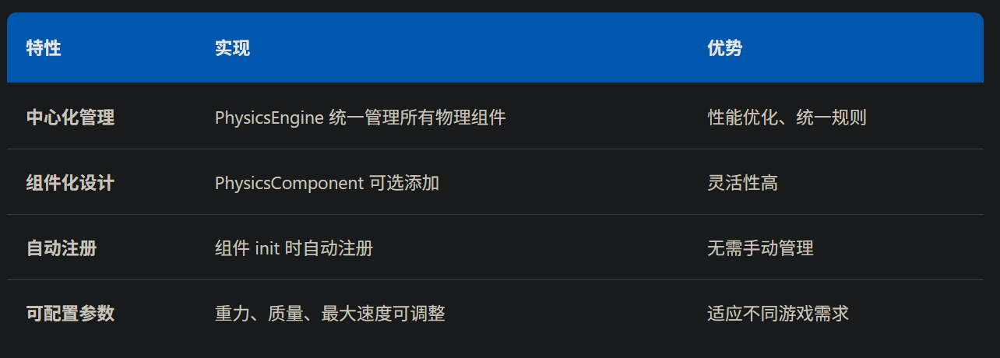 特性 实现 优势
中心化管理 PhysicsEngine 统一管理所有物理组件 性能优化、统一规则
组件化设计 PhysicsComponent 可选添加 灵活性高
自动注册 组件 init 时自动注册 无需手动管理
可配置参数 重力、质量、最大速度可调整 适应不同游戏需求